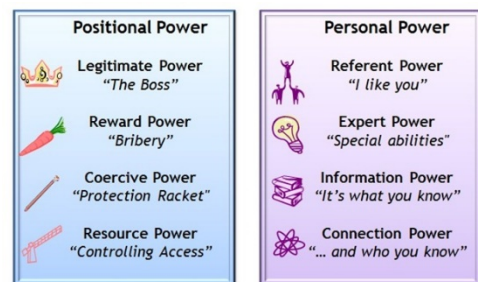 Positional Power
Legitimate Power
“The Boss”
Reward Power
“Bribery”
Coercive Power
“Protection Racket"
Resource Power
“Controlling Access”
Personal Power
Referent Power
“I like you”
Expert Power
“Special abilities"
Information Power
“It’s what you know”
Connection Power
“… and who you know”